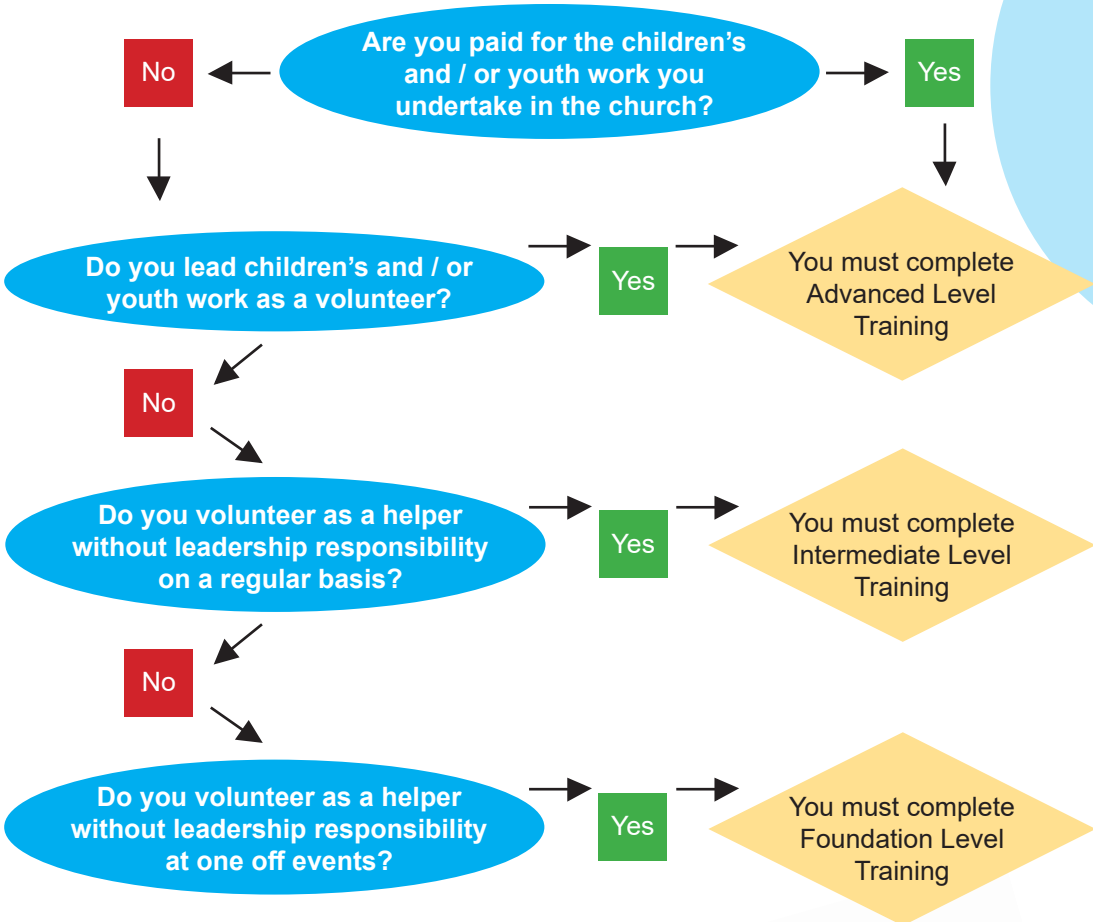 Are you paid for the children's
and / or youth work you
undertake in the church?
No
Yes
Do you lead children's and / or
youth work as a volunteer?
Yes
You must complete
Advanced Level
Training
No
Do you volunteer as a helper
without leadership responsibility
on a regular basis?
Yes
You must complete
Intermediate Level
Training
No
Do you volunteer as a helper
without leadership responsibility
at one off events?
Yes
You must complete
Foundation Level
Training